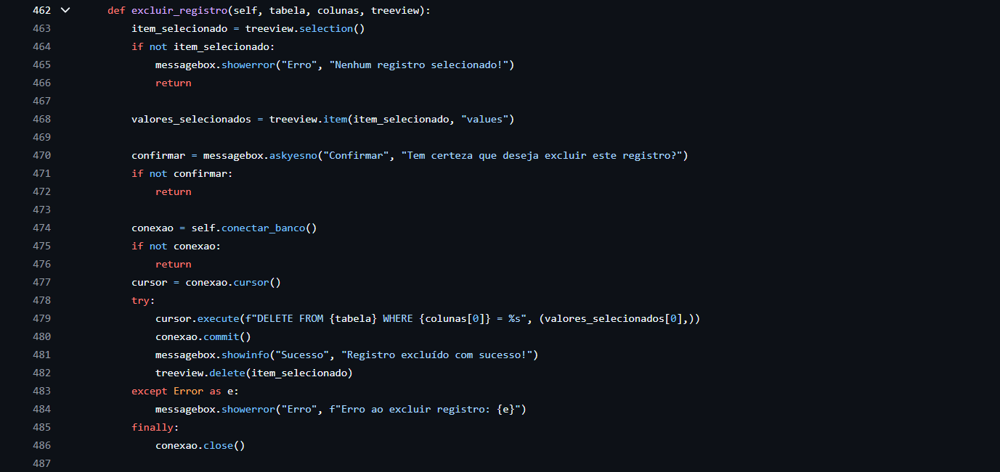 462 def excluir_registro(self, tabela, colunas, treeview):
463 item_selecionado = treeview.selection()
464 if not item_selecionado:
465 messagebox.showerror("Erro", "Nenhum registro selecionado!")
466 return
467
468 valores_selecionados = treeview.item(item_selecionado, "values")
469
470 confirmar = messagebox.askyesno("Confirmar", "Tem certeza que deseja excluir este registro?")
471 if not confirmar:
472 return
473
474 conexao = self.conectar_banco()
475 if not conexao:
476 return
477 cursor = conexao.cursor()
478 try:
479 cursor.execute(f"DELETE FROM {tabela} WHERE {colunas[0]} = %s", (valores_selecionados[0],))
480 conexao.commit()
481 messagebox.showinfo("Sucesso", "Registro excluído com sucesso!")
482 treeview.delete(item_selecionado)
483 except Error as e:
484 messagebox.showerror("Erro", f"Erro ao excluir registro: {e}")
485 finally:
486 conexao.close()
487